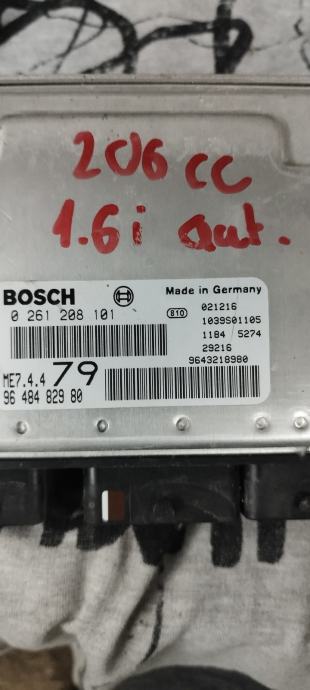 206 cc
1.6i aut.
BOSCH
Made in Germany
0 261 208 101
810
021216
1039S01105
1184 5274
29216
9643218980
ME7.4.4 79
96 484 829 80